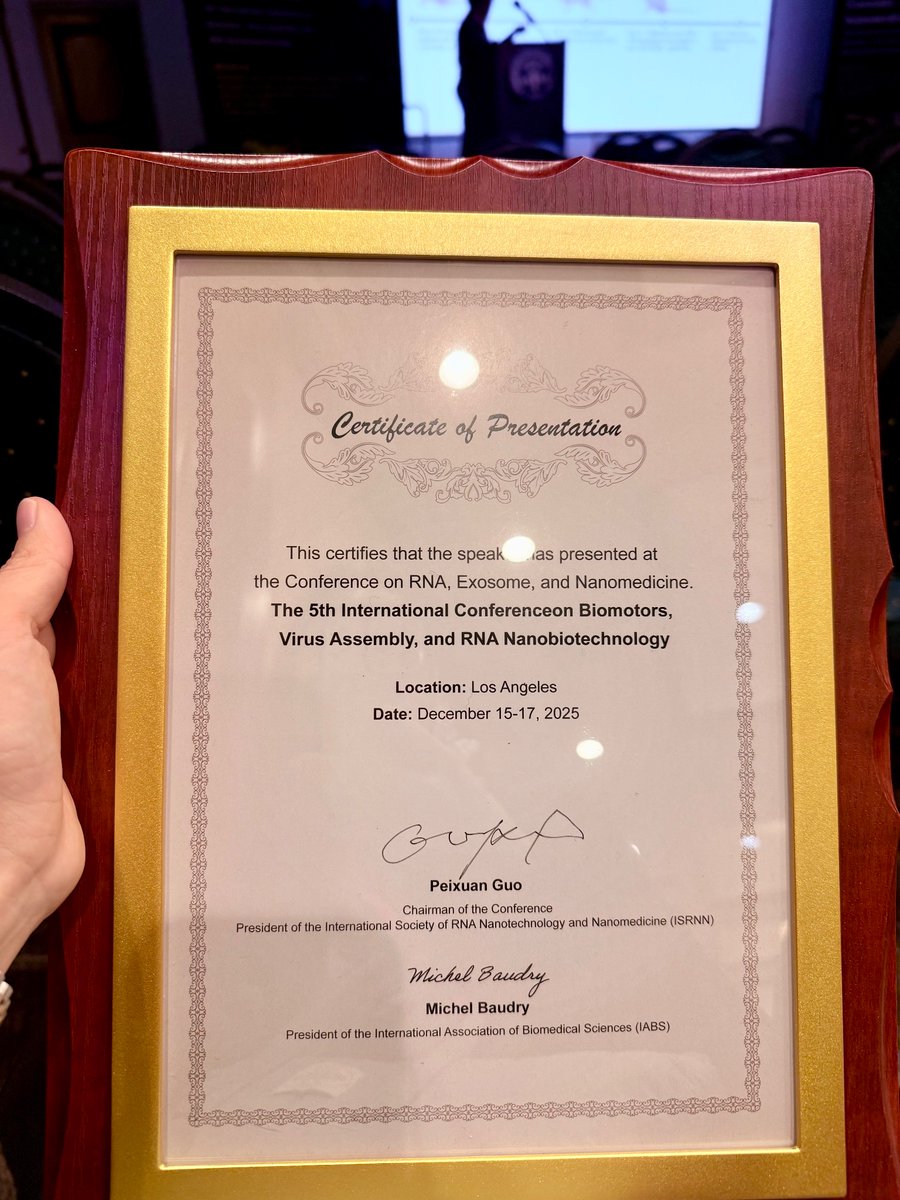 Certificate of Presentation
This certifies that the speak has presented at
the Conference on RNA, Exosome, and Nanomedicine.
The 5th International Conferenceon Biomotors,
Virus Assembly, and RNA Nanobiotechnology
Location: Los Angeles
Date: December 15-17, 2025
Peixuan Guo
Chairman of the Conference
President of the International Society of RNA Nanotechnology and Nanomedicine (ISRNN)
Michel Baudry
Michel Baudry
President of the International Association of Biomedical Sciences (IABS)